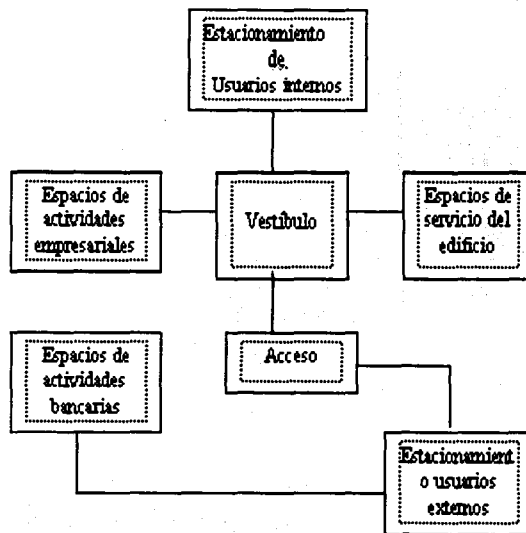 Estacionamiento
de
Usuarios internos
Espacios de
actividades
empresariales
Vestíbulo
Espacios de
servicio del
edificio
Espacios de
actividades
bancarias
Acceso
Estacionamient
o usuarios
externos